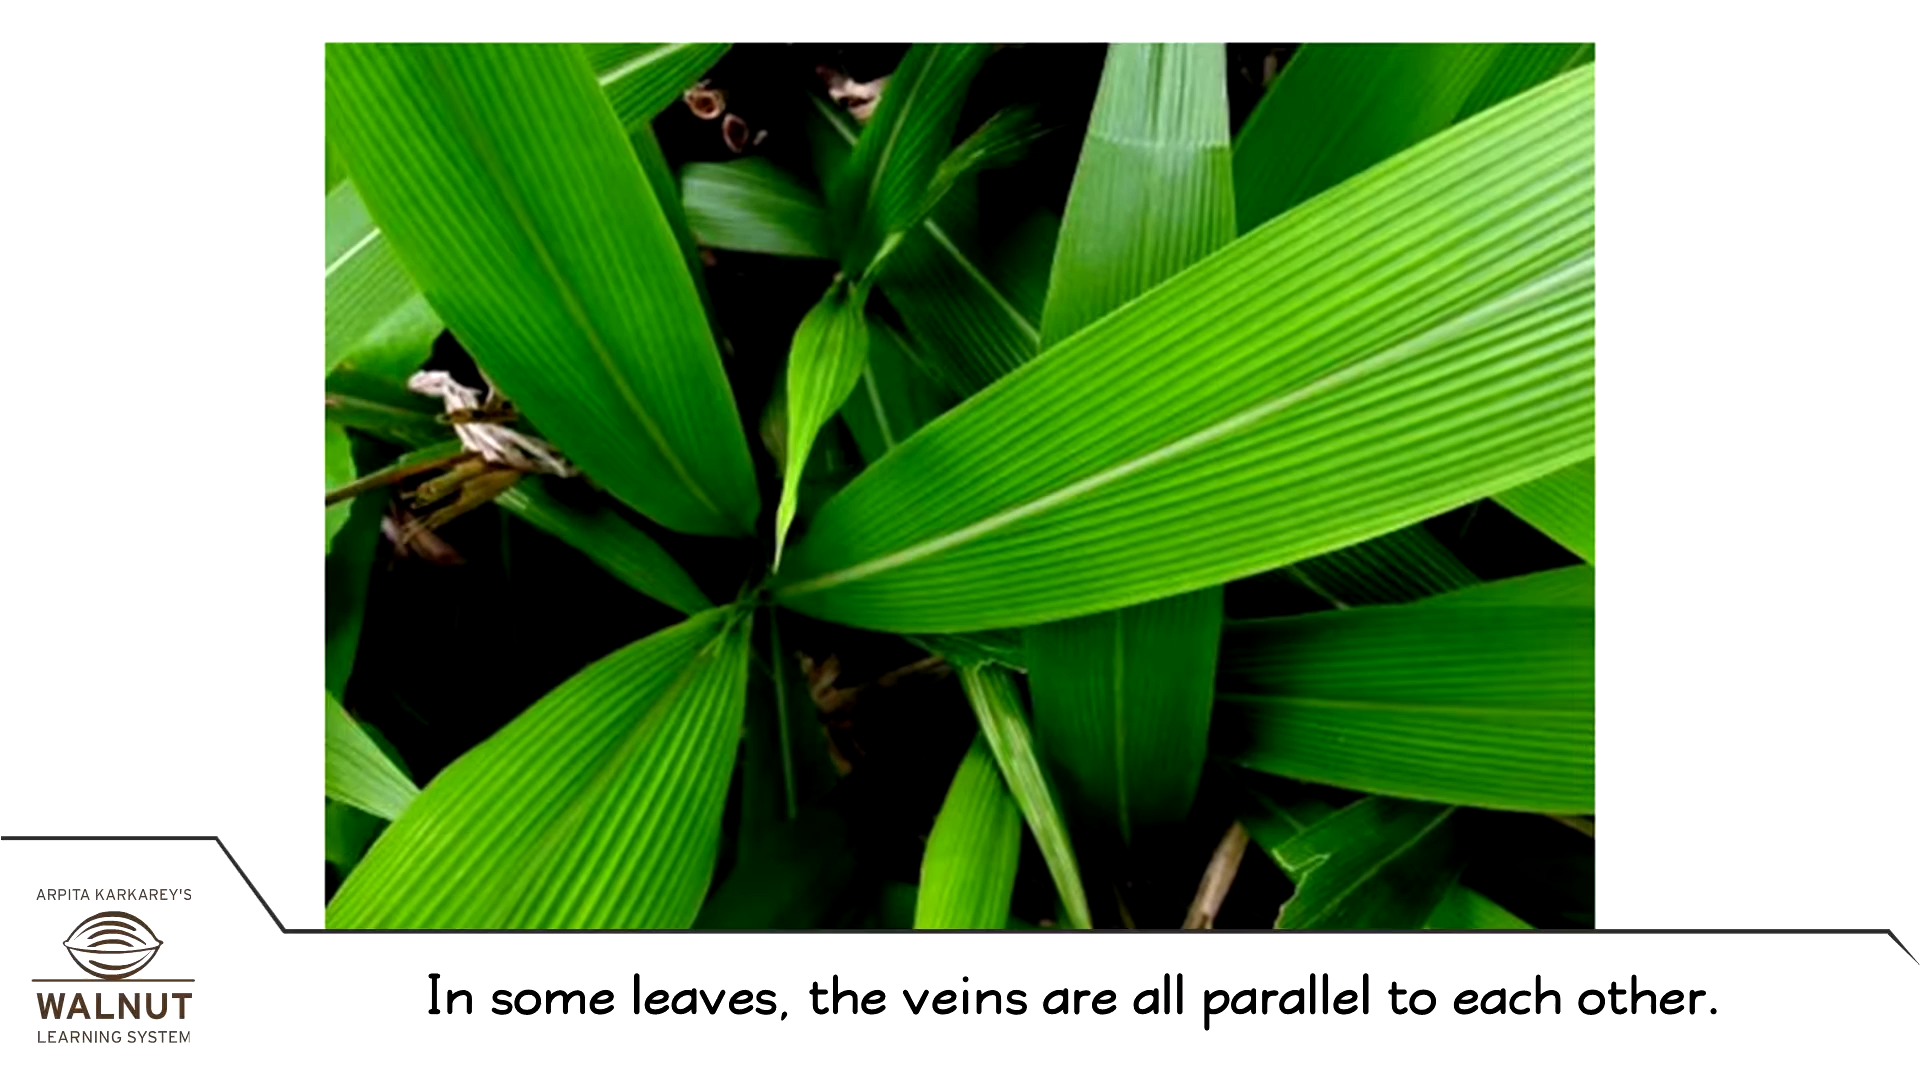 ARPITA KARKAREY'S
WALNUT
LEARNING SYSTEM
In some leaves, the veins are all parallel to each other.